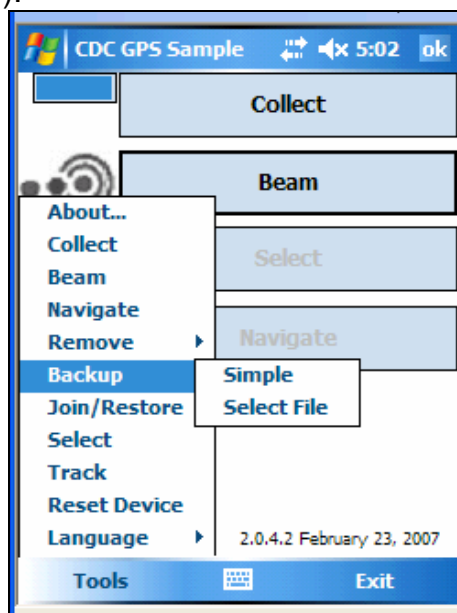 ).
CDC GPS Sample 5:02 ok
Collect
Beam
Select
Navigate
About...
Collect
Beam
Navigate
Remove
Backup
Simple
Join/Restore
Select File
Select
Track
Reset Device
Language
2.0.4.2 February 23, 2007
Tools Exit